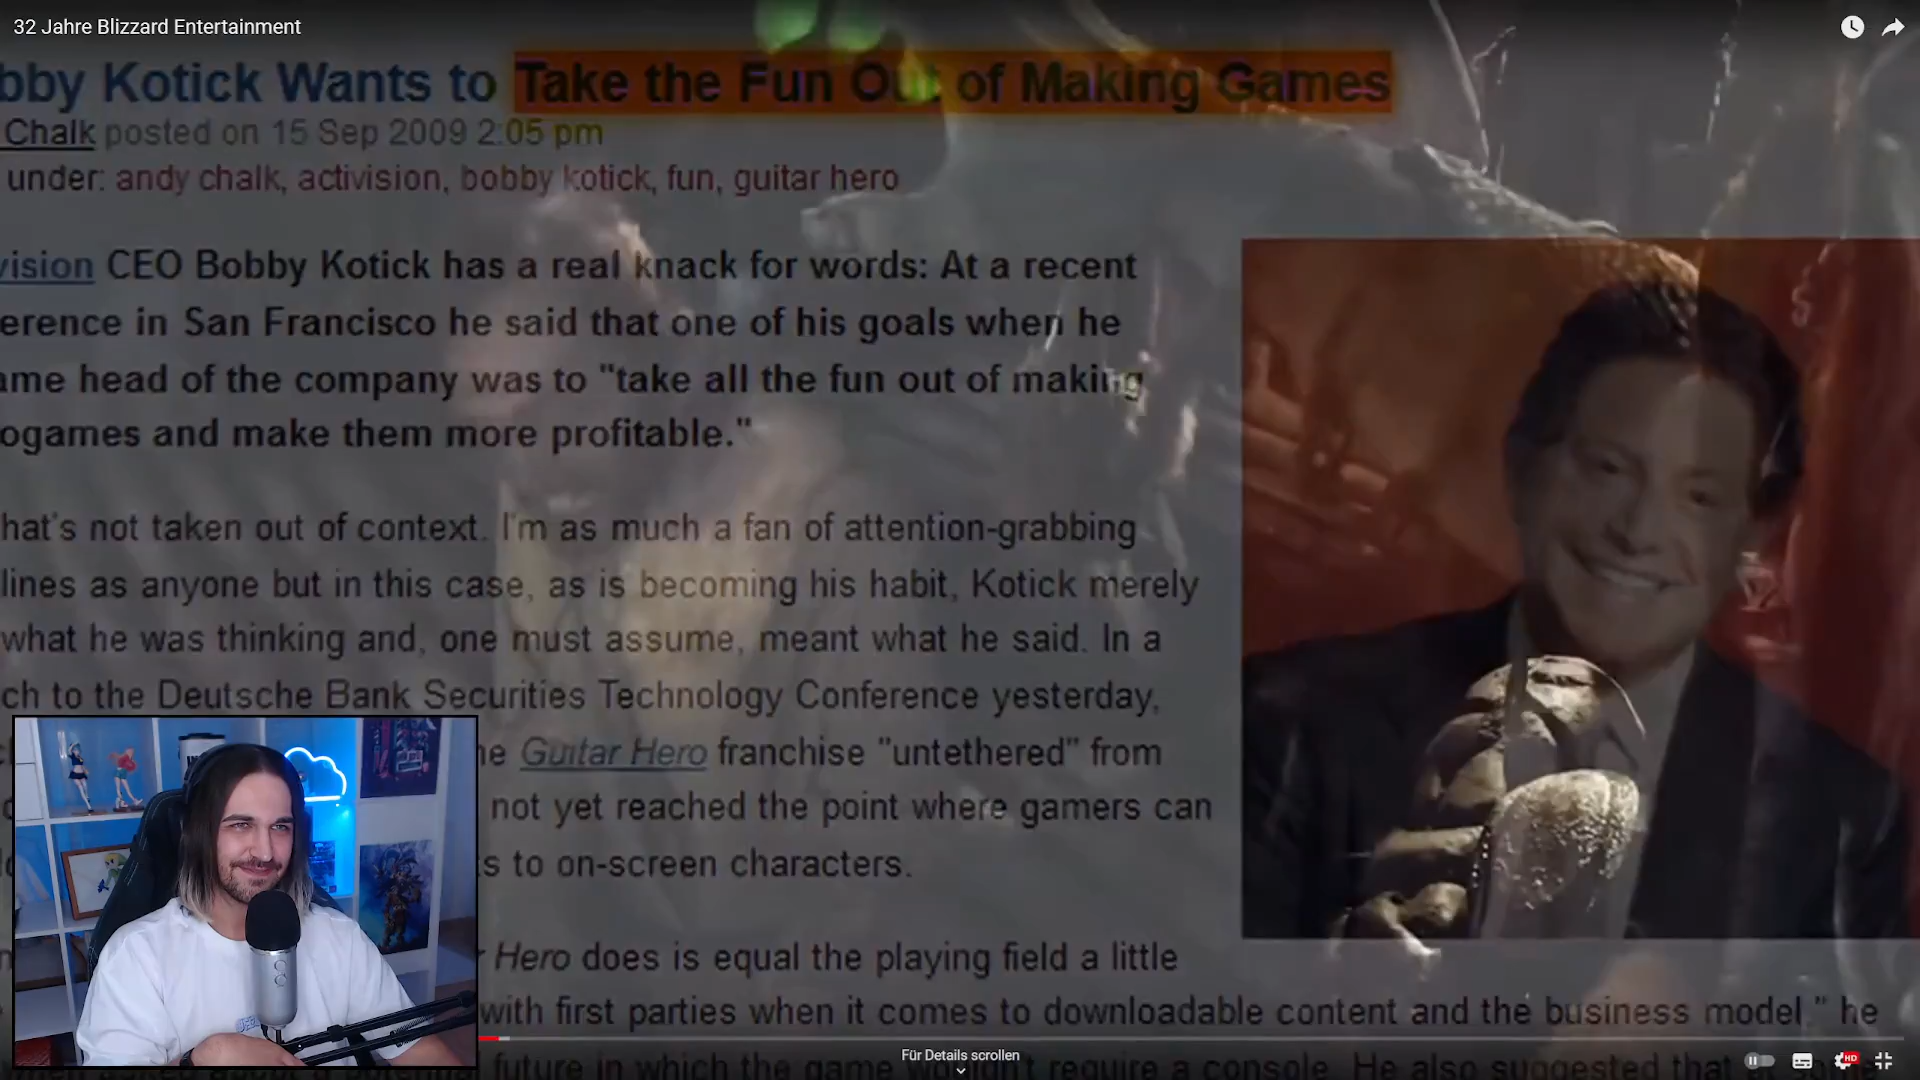 32 Jahre Blizzard Entertainment
bby Kotick Wants to Take the Fun Out of Making Games
Chalk posted on 15 Sep 2009 2:05 pm
under: andy chalk, activision, bobby kotick, fun, guitar hero
vision CEO Bobby Kotick has a real knack for words: At a recent
erence in San Francisco he said that one of his goals when he
ame head of the company was to "take all the fun out of making
ogames and make them more profitable."
hat's not taken out of context. I'm as much a fan of attention-grabbing
lines as anyone but in this case, as is becoming his habit, Kotick merely
what he was thinking and, one must assume, meant what he said. In a
ch to the Deutsche Bank Securities Technology Conference yesterday,
he Guitar Hero franchise "untethered" from
not yet reached the point where gamers can
s to on-screen characters.
r Hero does is equal the playing field a little
with first parties when it comes to downloadable content and the business model," he
future in which the game wouldn't require a console. He also suggested that
Für Details scrollen
HD